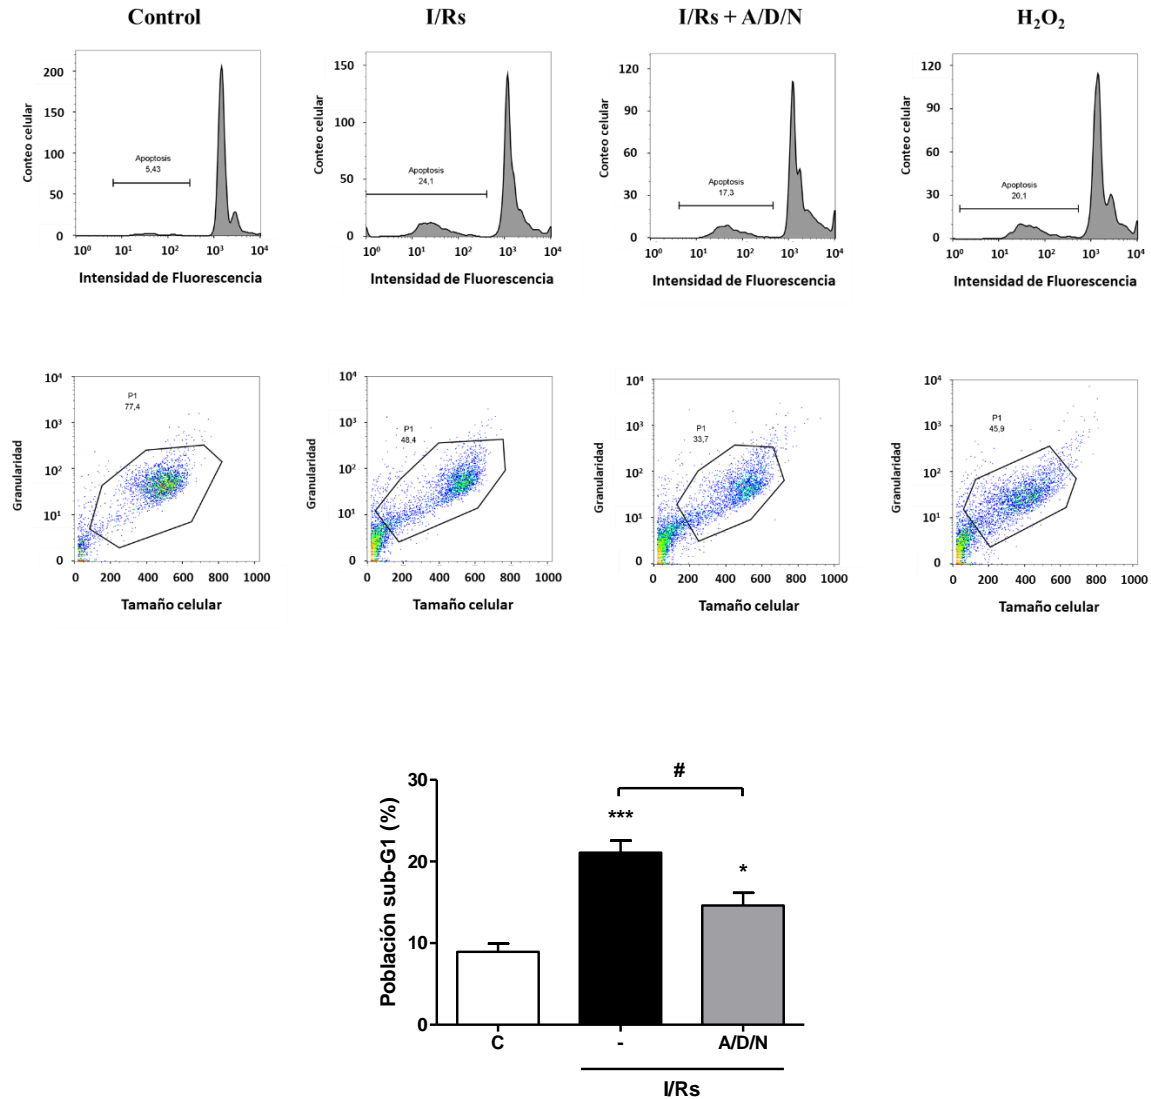 Control
I/Rs
I/Rs + A/D/N
H₂O₂
Conteo celular
200
150
100
50
0
Apoptosis
5,43
10⁰ 10¹ 10² 10³ 10⁴
Intensidad de Fluorescencia
Conteo celular
150
100
50
0
Apoptosis
24,1
10⁰ 10¹ 10² 10³ 10⁴
Intensidad de Fluorescencia
Conteo celular
120
90
60
30
0
Apoptosis
17,3
10⁰ 10¹ 10² 10³ 10⁴
Intensidad de Fluorescencia
Conteo celular
120
90
60
30
0
Apoptosis
20,1
10⁰ 10¹ 10² 10³ 10⁴
Intensidad de Fluorescencia
Granularidad
10⁴
10³
10²
10¹
0
P1
77,4
0 200 400 600 800 1000
Tamaño celular
Granularidad
10⁴
10³
10²
10¹
0
P1
48,4
0 200 400 600 800 1000
Tamaño celular
Granularidad
10⁴
10³
10²
10¹
0
P1
33,7
0 200 400 600 800 1000
Tamaño celular
Granularidad
10⁴
10³
10²
10¹
0
P1
45,9
0 200 400 600 800 1000
Tamaño celular
Población sub-G1 (%)
30
20
10
0
#
***
*
C - A/D/N
I/Rs